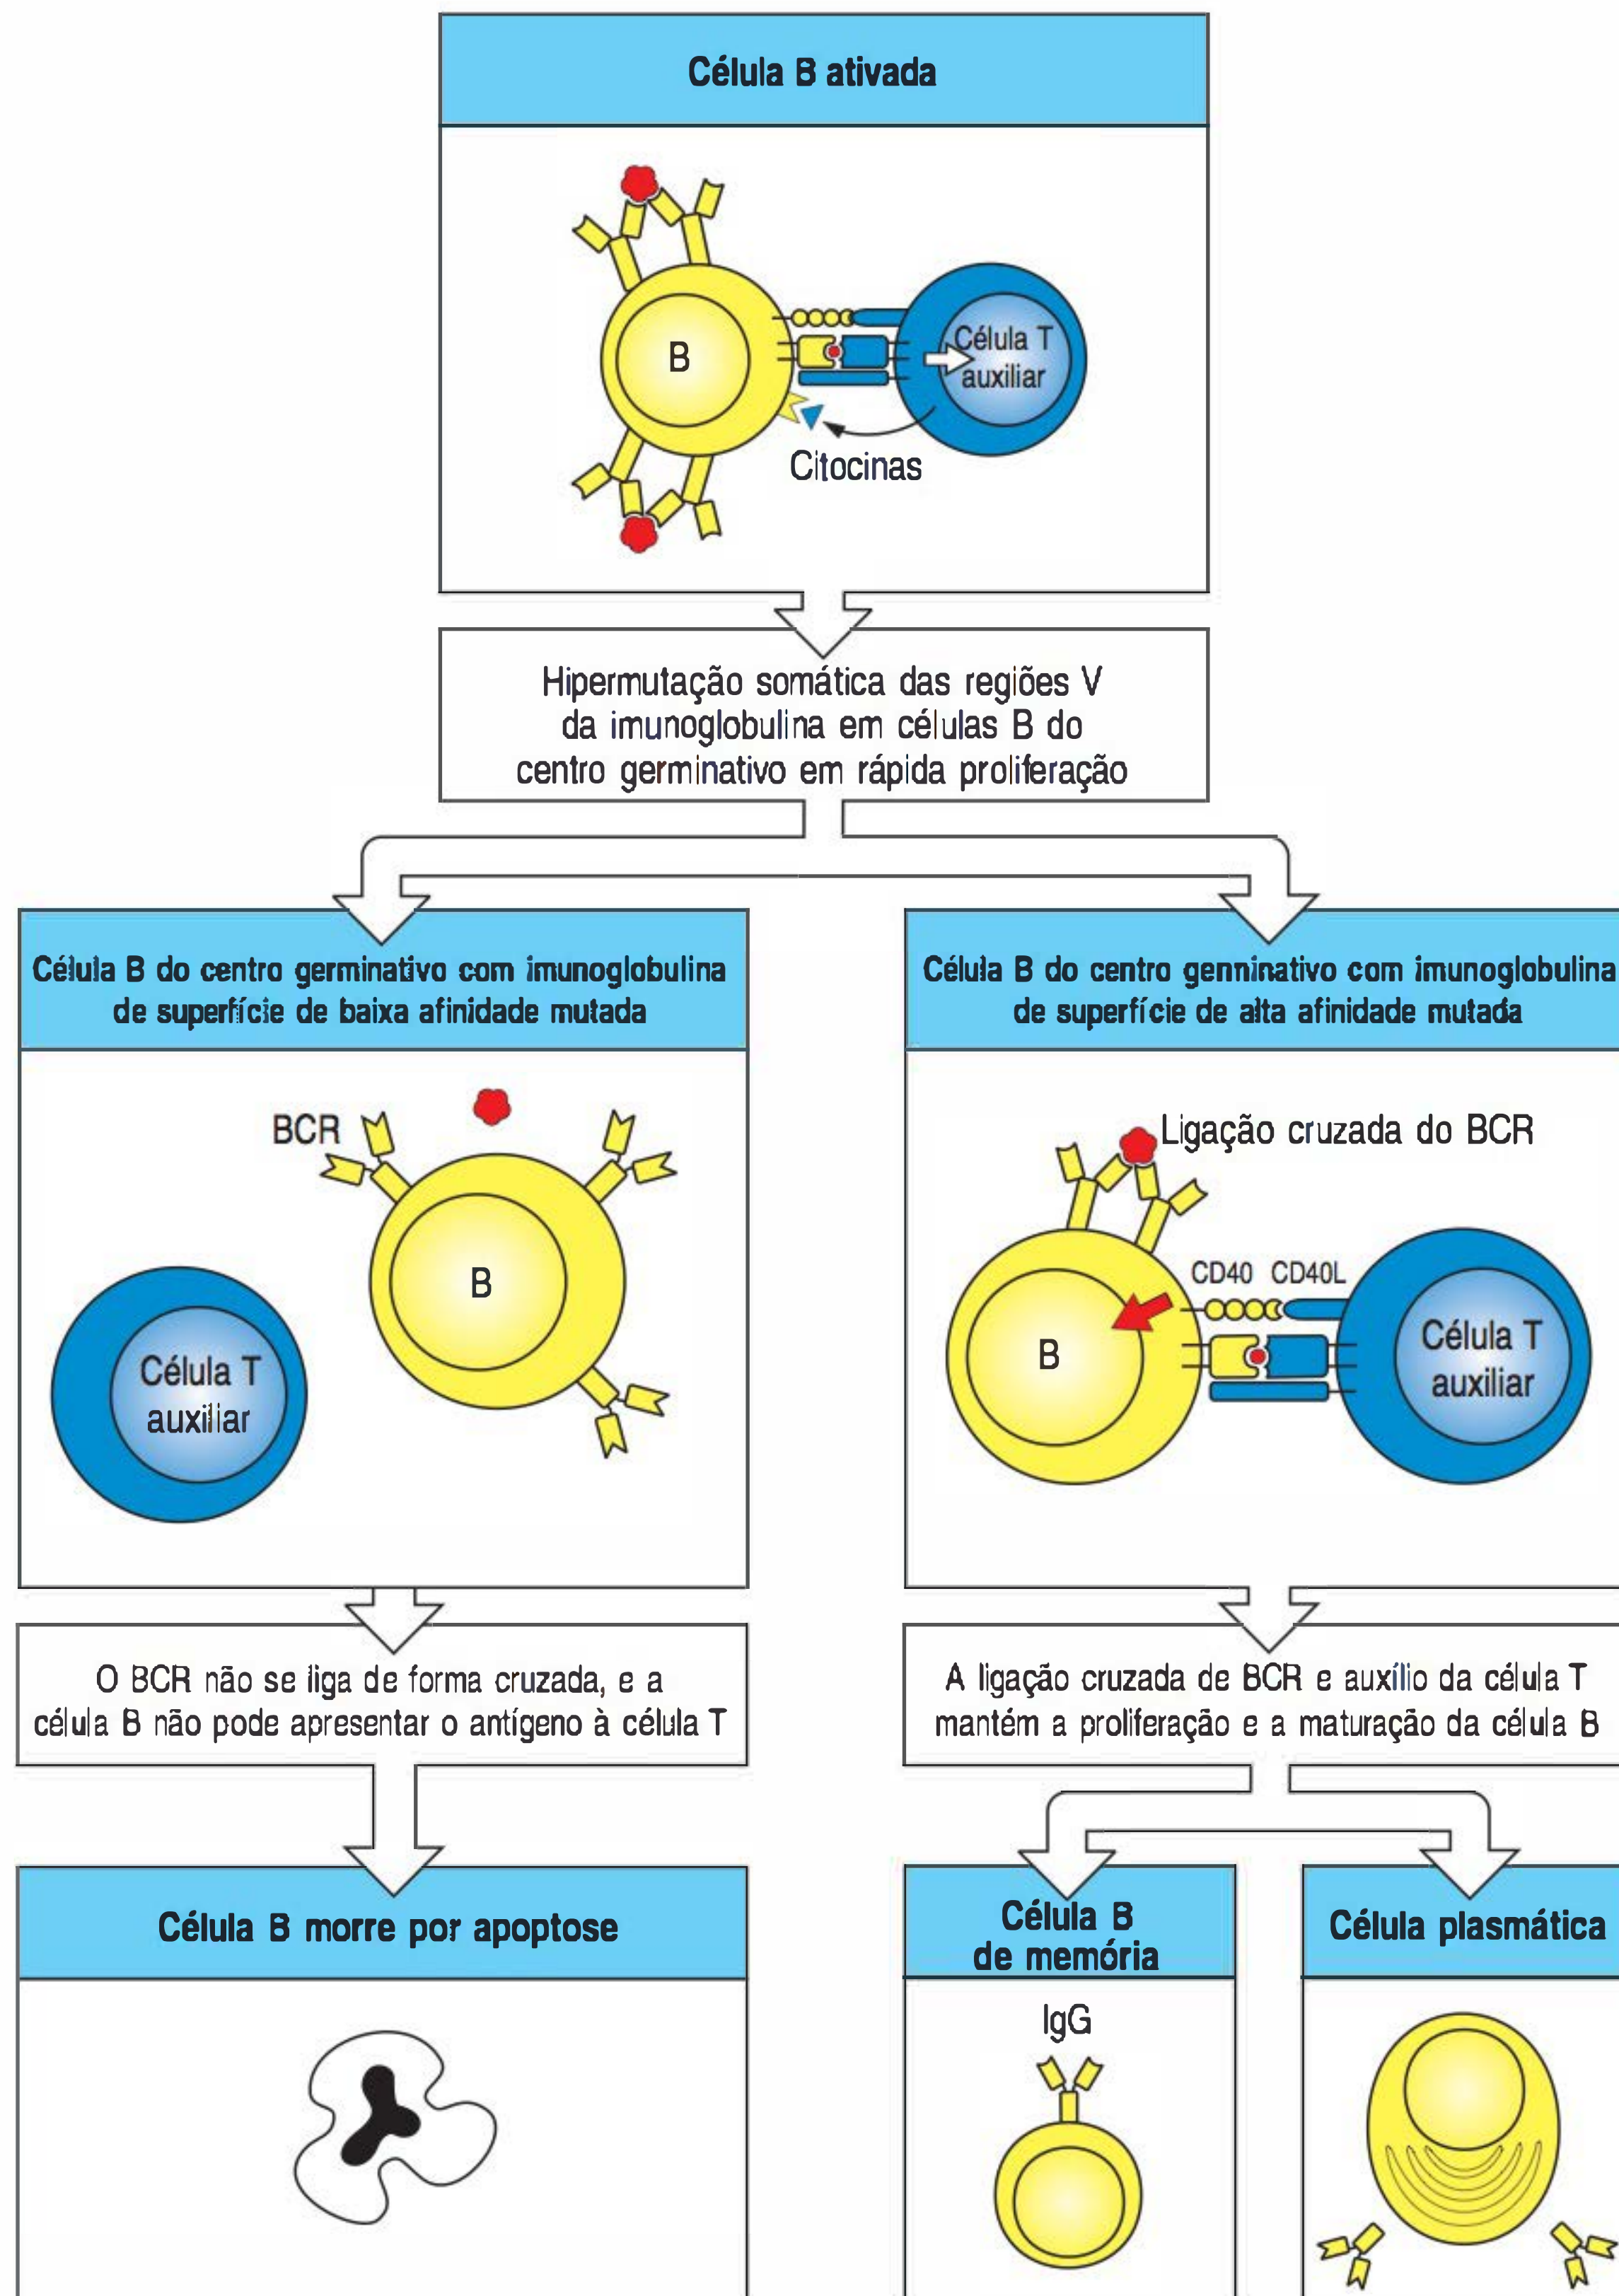 Célula B ativada
B
Célula T
auxiliar
Citocinas
Hipermutação somática das regiões V
da imunoglobulina em células B do
centro germinativo em rápida proliferação
Célula B do centro germinativo com imunoglobulina
de superfície de baixa afinidade mutada
BCR
B
Célula T
auxiliar
Célula B do centro genninativo com imunoglobulina
de superfície de alta afinidade mutada
Ligação cruzada do BCR
CD40 CD40L
B
Célula T
auxiliar
O BCR não se liga de forma cruzada, e a
célula B não pode apresentar o antígeno à célula T
A ligação cruzada de BCR e auxílio da célula T
mantém a proliferação e a maturação da célula B
Célula B morre por apoptose
Célula B
de memória
IgG
Célula plasmática